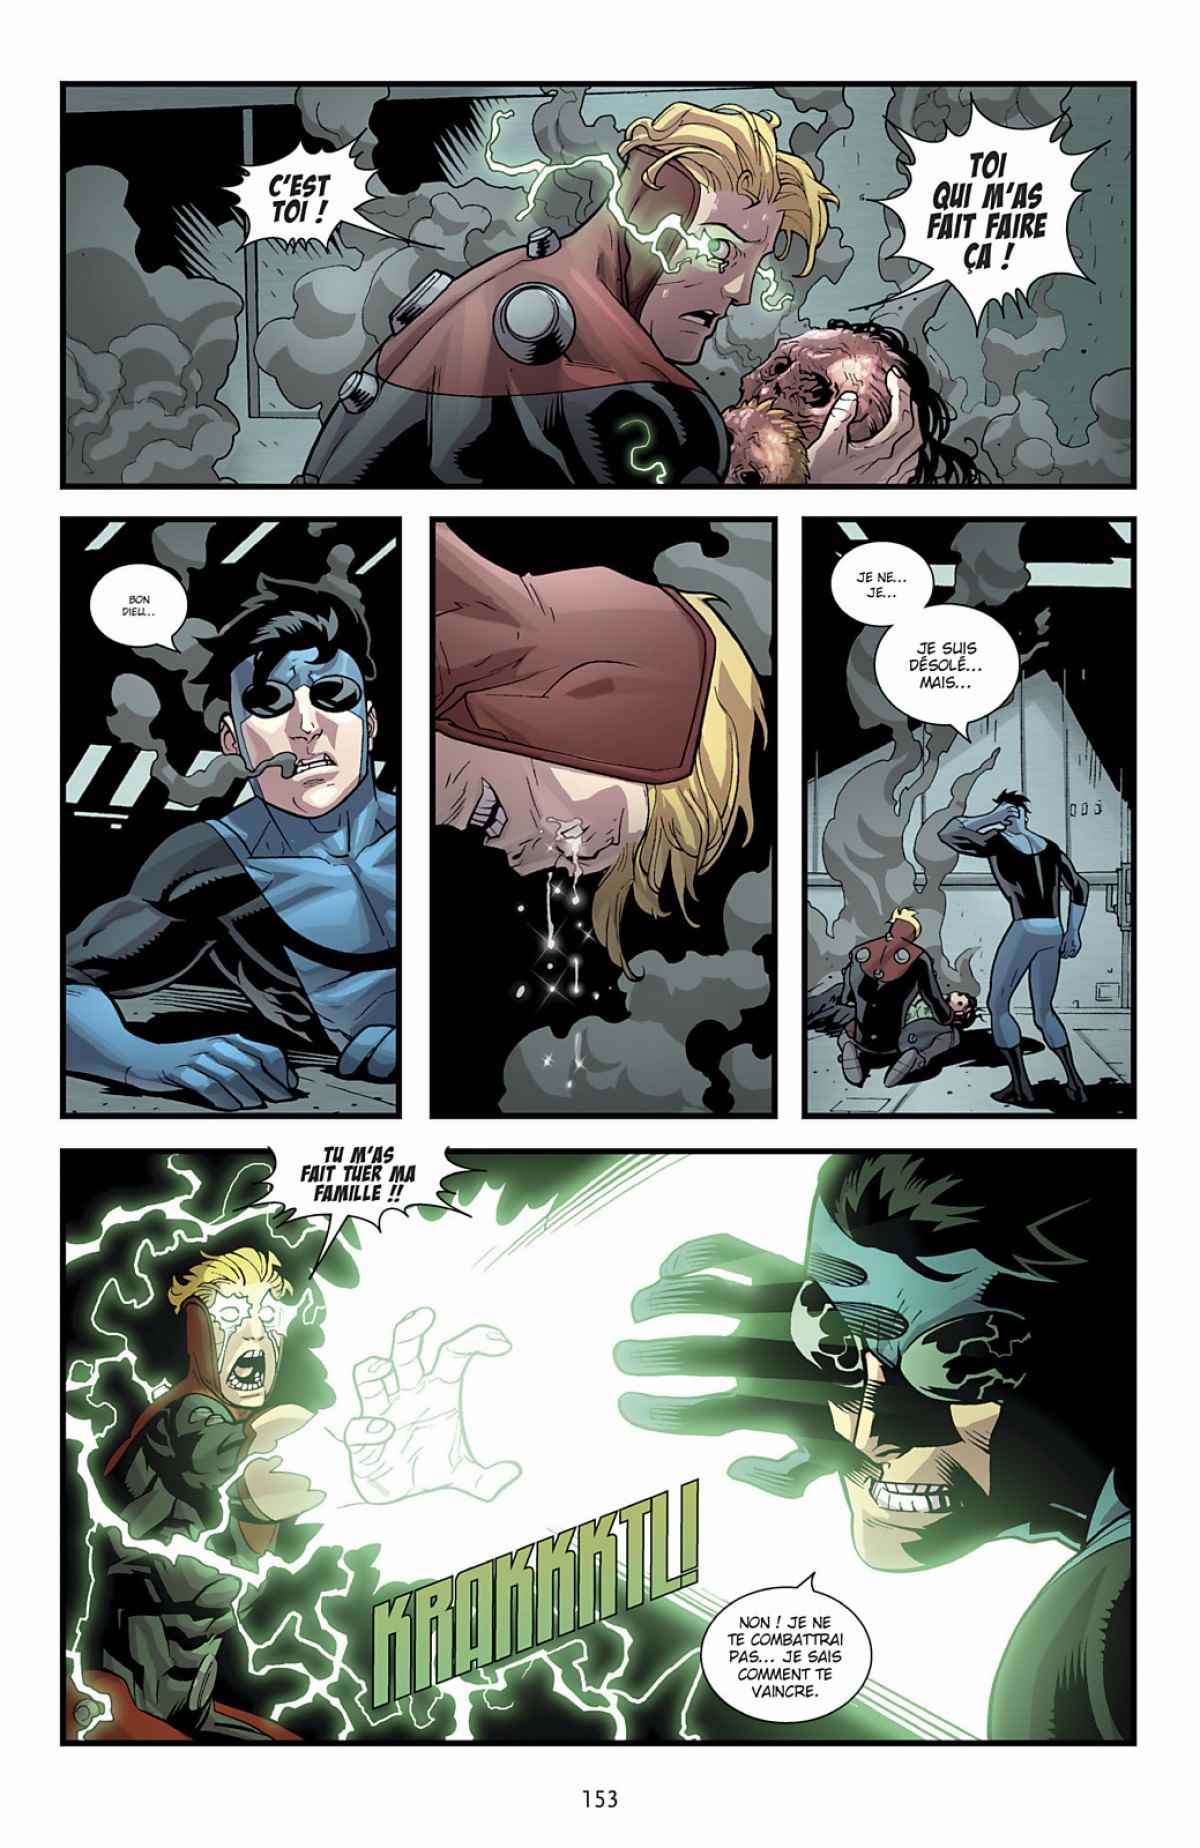 C'EST
TOI !
TOI
QUI M'AS
FAIT FAIRE
ÇA !
BON
DIEU...
JE NE...
JE...
JE SUIS
DÉSOLÉ...
MAIS...
TU M'AS
FAIT TUER MA
FAMILLE !!
KRAKKKTL!
NON ! JE NE
TE COMBATTRAI
PAS... JE SAIS
COMMENT TE
VAINCRE.
153